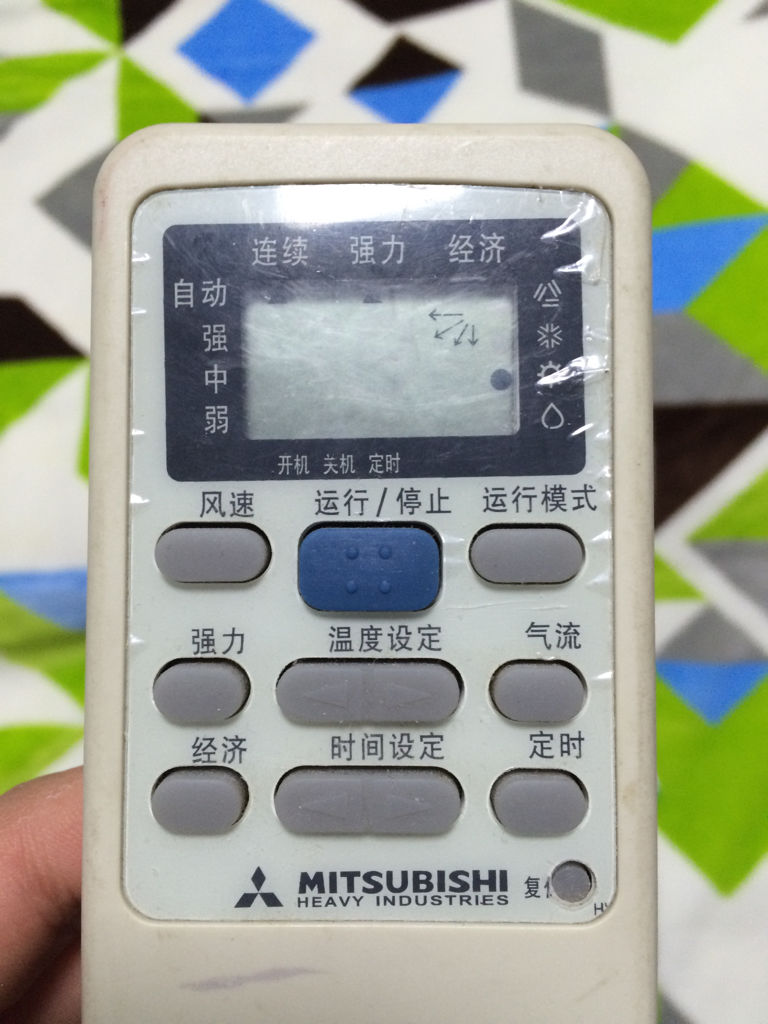 连续 强力 经济
自动
强
中
弱
开机 关机 定时
风速 运行/停止 运行模式
强力 温度设定 气流
经济 时间设定 定时
MITSUBISHI
HEAVY INDUSTRIES
复